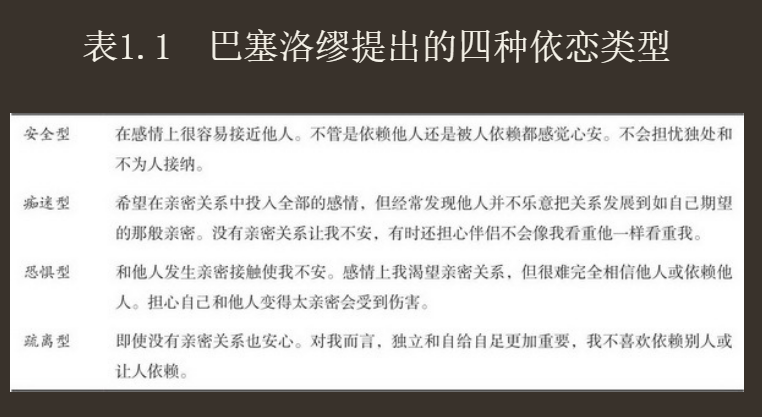 表1.1 巴塞洛缪提出的四种依恋类型
安全型 在感情上很容易接近他人。不管是依赖他人还是被人依赖都感觉心安。不会担忧独处和
不为人接纳。
痴迷型 希望在亲密关系中投入全部的感情，但经常发现他人并不乐意把关系发展到如自己期望
的那般亲密。没有亲密关系让我不安，有时还担心伴侣不会像我看重他一样看重我。
恐惧型 和他人发生亲密接触使我不安。感情上我渴望亲密关系，但很难完全相信他人或依赖他
人。担心自己和他人变得太亲密会受到伤害。
疏离型 即使没有亲密关系也安心。对我而言，独立和自给自足更加重要，我不喜欢依赖别人或
让人依赖。